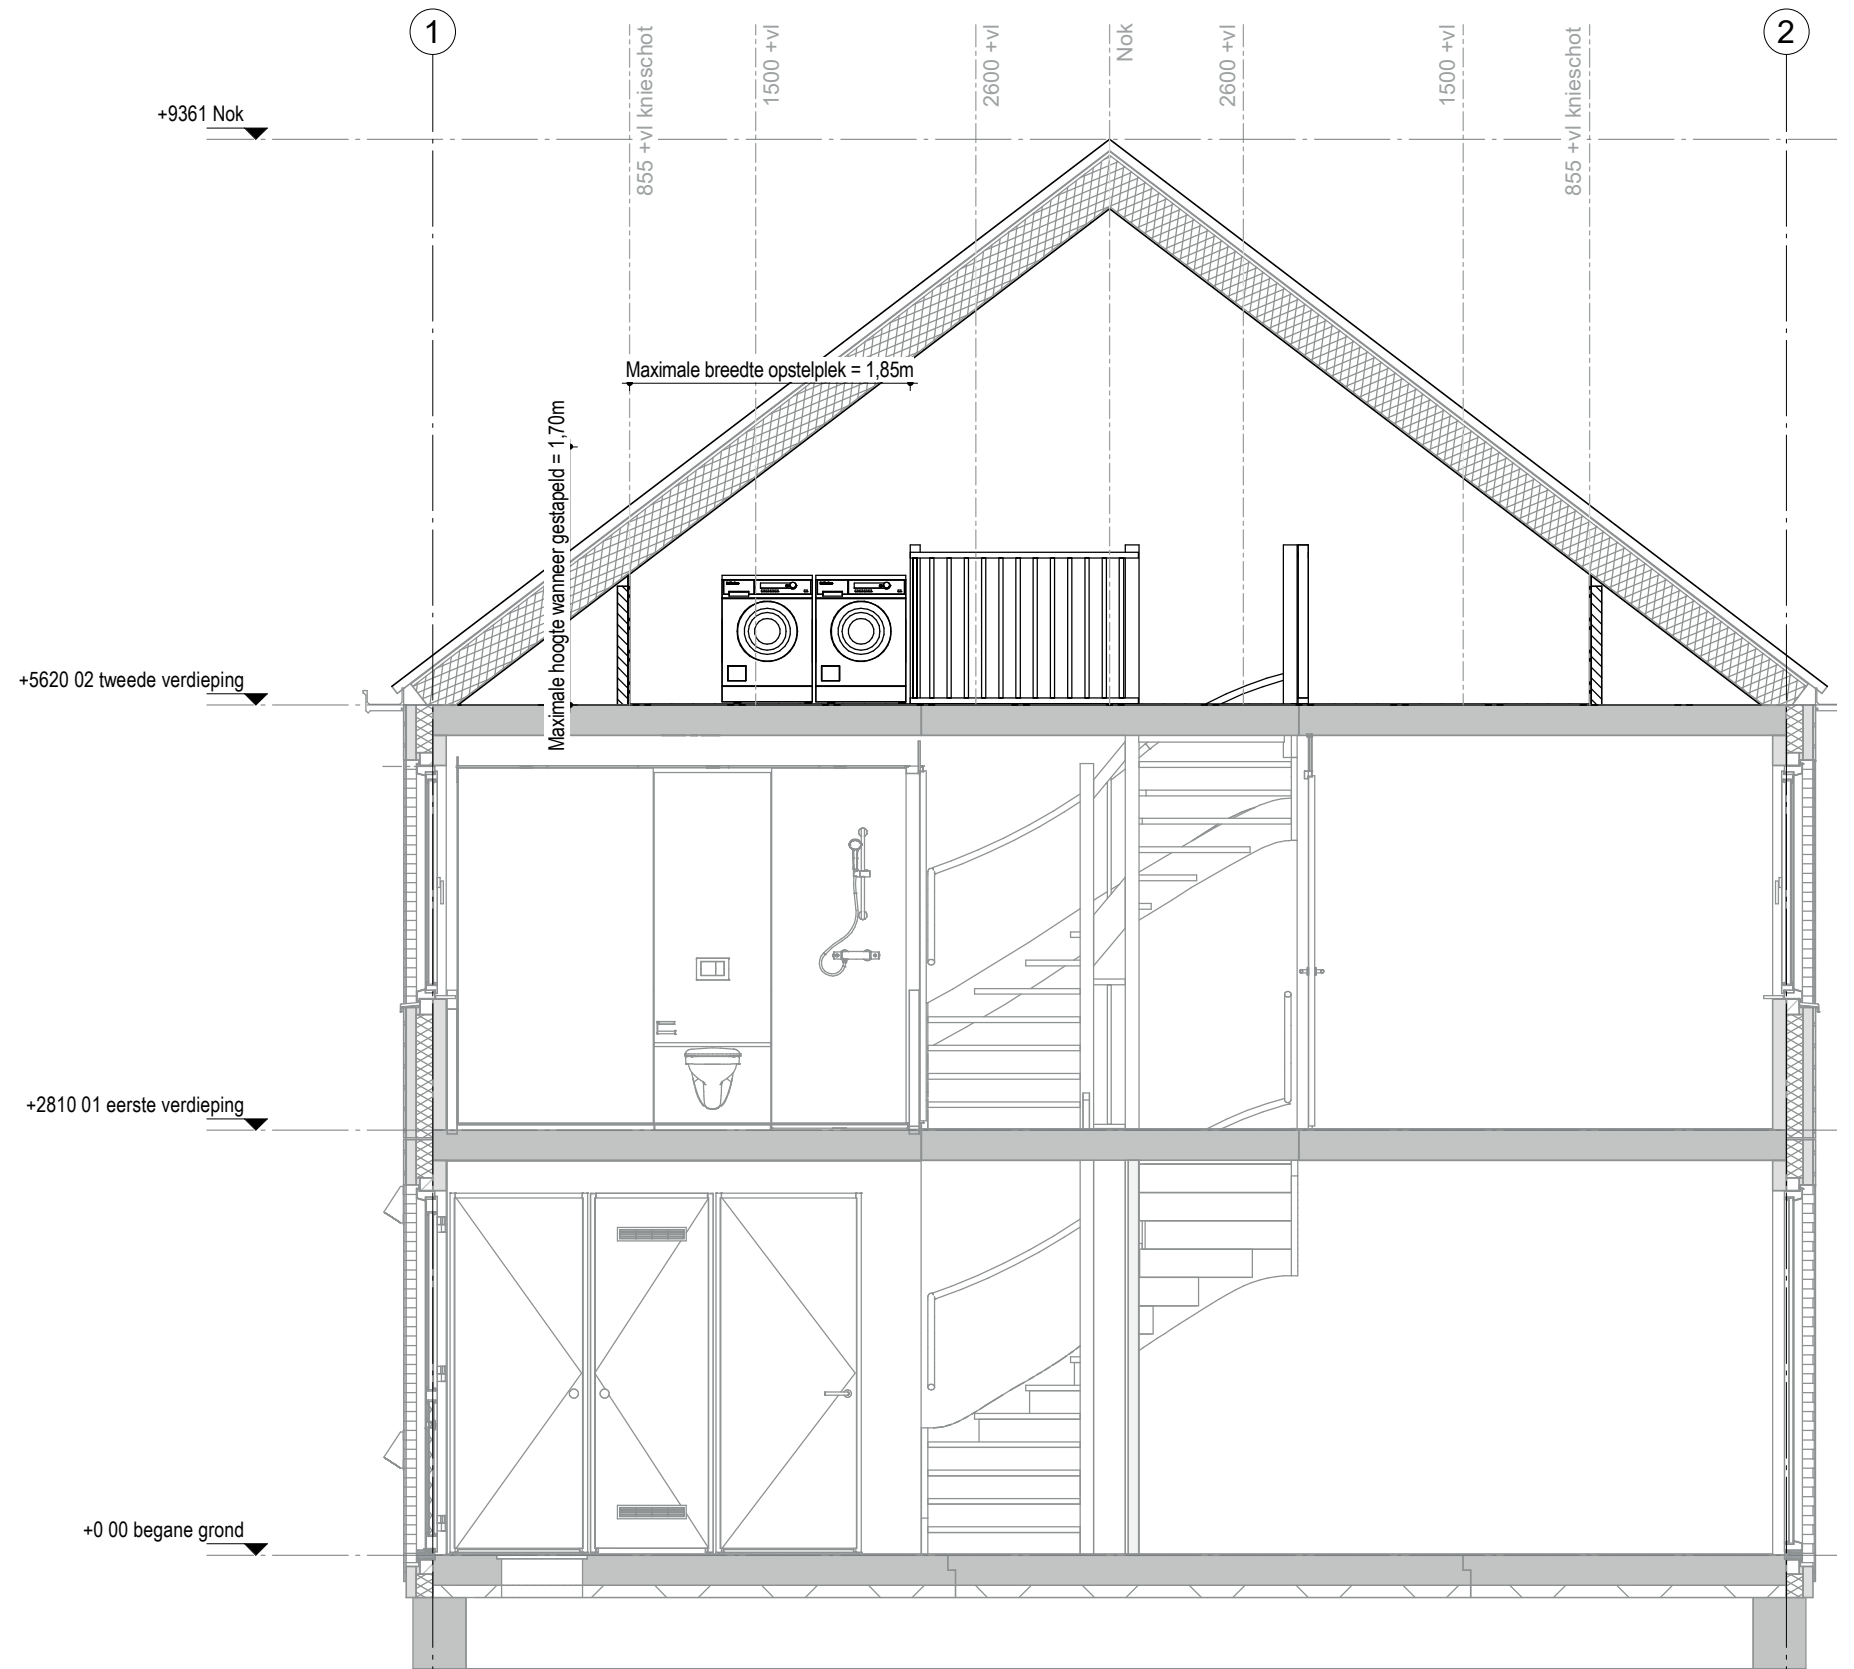 1
855 +vl knieschot
1500 +vl
2600 +vl
Nok
2600 +vl
1500 +vl
855 +vl knieschot
2
+9361 Nok
Maximale breedte opstelplek = 1,85m
Maximale hoogte wanneer gestapeld = 1,70m
+5620 02 tweede verdieping
+2810 01 eerste verdieping
+0 00 begane grond